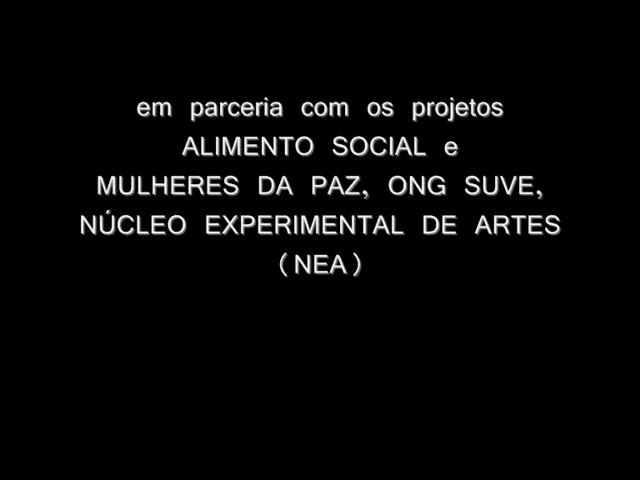 em parceria com os projetos
ALIMENTO SOCIAL e
MULHERES DA PAZ, ONG SUVE,
NÚCLEO EXPERIMENTAL DE ARTES
(NEA)